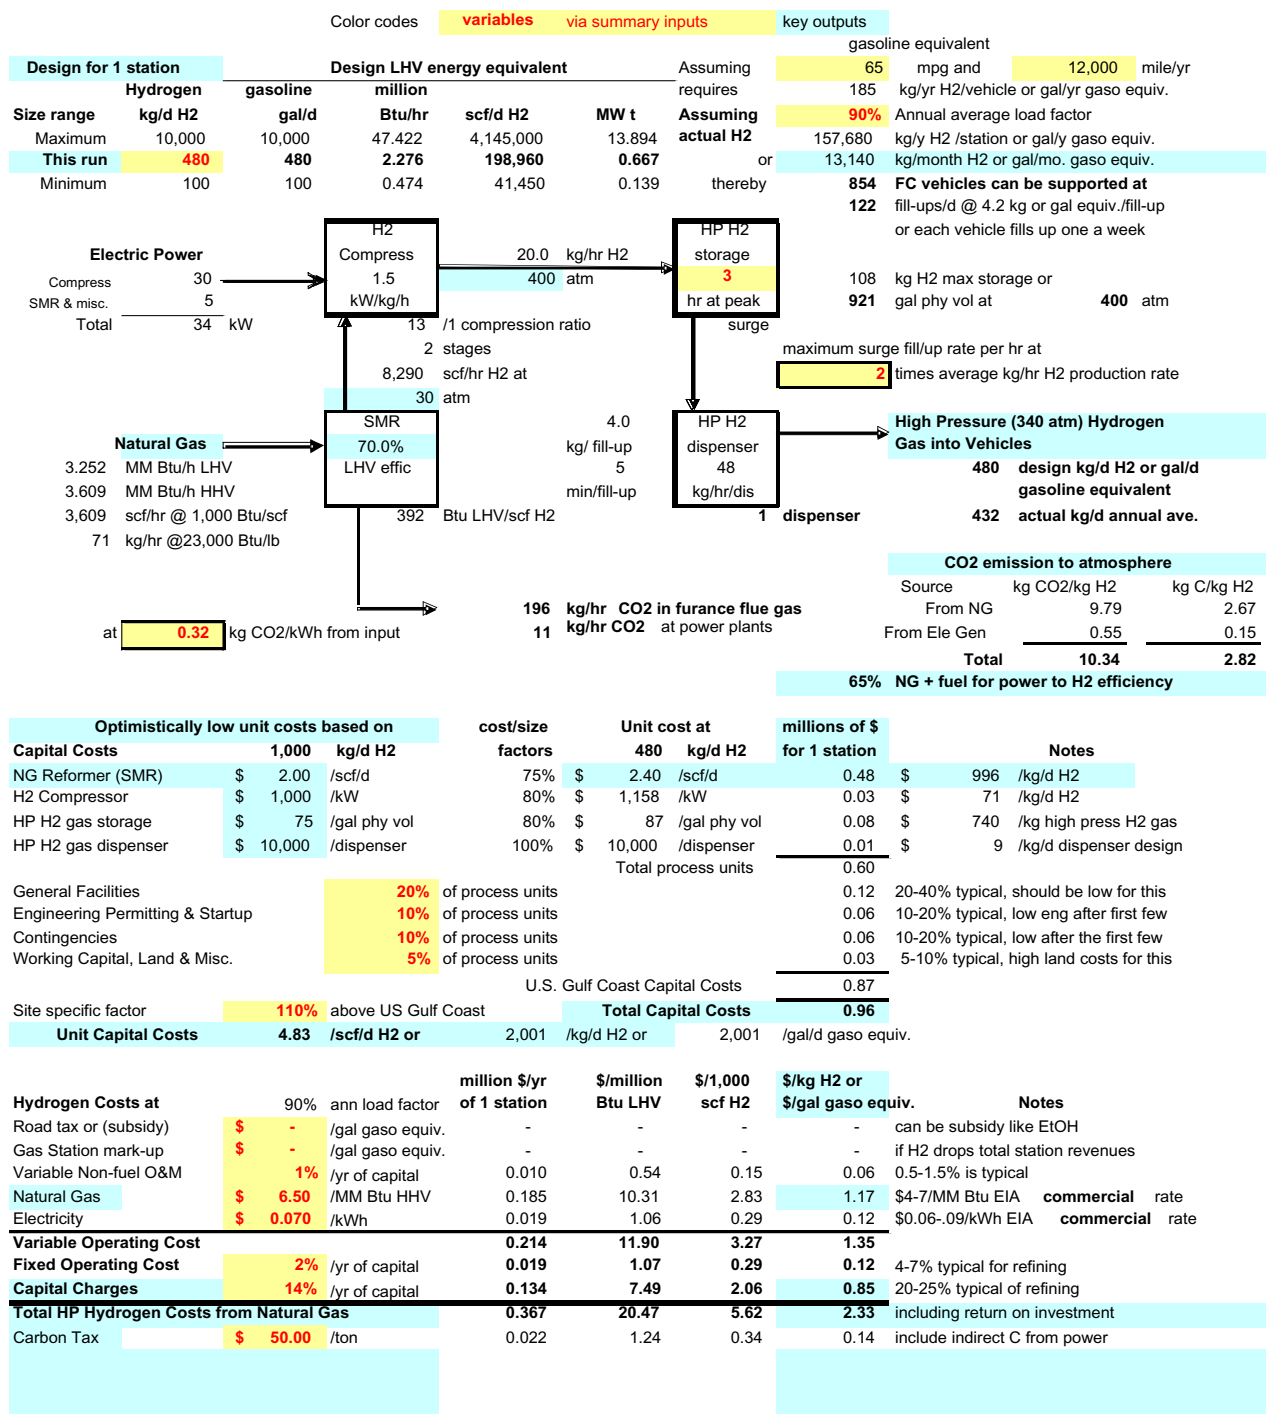 Color codes variables via summary inputs key outputs
gasoline equivalent
Design for 1 station Design LHV energy equivalent Assuming 65 mpg and 12,000 mile/yr
Hydrogen gasoline million requires 185 kg/yr H2/vehicle or gal/yr gaso equiv.
Size range kg/d H2 gal/d Btu/hr scf/d H2 MW t Assuming 90% Annual average load factor
Maximum 10,000 10,000 47.422 4,145,000 13.894 actual H2 157,680 kg/y H2 /station or gal/y gaso equiv.
This run 480 480 2.276 198,960 0.667 or 13,140 kg/month H2 or gal/mo. gaso equiv.
Minimum 100 100 0.474 41,450 0.139 thereby 854 FC vehicles can be supported at
122 fill-ups/d @ 4.2 kg or gal equiv./fill-up
H2 HP H2 or each vehicle fills up one a week
Electric Power Compress 20.0 kg/hr H2 storage
Compress 30 1.5 400 atm 3 108 kg H2 max storage or
SMR & misc. 5 kW/kg/h hr at peak 921 gal phy vol at 400 atm
Total 34 kW 13 /1 compression ratio surge
2 stages maximum surge fill/up rate per hr at
8,290 scf/hr H2 at 2 times average kg/hr H2 production rate
30 atm
SMR 4.0 HP H2 High Pressure (340 atm) Hydrogen
Natural Gas 70.0% kg/ fill-up dispenser Gas into Vehicles
3.252 MM Btu/h LHV LHV effic 5 48 480 design kg/d H2 or gal/d
3.609 MM Btu/h HHV min/fill-up kg/hr/dis gasoline equivalent
3,609 scf/hr @ 1,000 Btu/scf 392 Btu LHV/scf H2 1 dispenser 432 actual kg/d annual ave.
71 kg/hr @23,000 Btu/lb
CO2 emission to atmosphere
Source kg CO2/kg H2 kg C/kg H2
196 kg/hr CO2 in furance flue gas From NG 9.79 2.67
at 0.32 kg CO2/kWh from input 11 kg/hr CO2 at power plants From Ele Gen 0.55 0.15
Total 10.34 2.82
65% NG + fuel for power to H2 efficiency
Optimistically low unit costs based on cost/size Unit cost at millions of $
Capital Costs 1,000 kg/d H2 factors 480 kg/d H2 for 1 station Notes
NG Reformer (SMR) $ 2.00 /scf/d 75% $ 2.40 /scf/d 0.48 $ 996 /kg/d H2
H2 Compressor $ 1,000 /kW 80% $ 1,158 /kW 0.03 $ 71 /kg/d H2
HP H2 gas storage $ 75 /gal phy vol 80% $ 87 /gal phy vol 0.08 $ 740 /kg high press H2 gas
HP H2 gas dispenser $ 10,000 /dispenser 100% $ 10,000 /dispenser 0.01 $ 9 /kg/d dispenser design
Total process units 0.60
General Facilities 20% of process units 0.12 20-40% typical, should be low for this
Engineering Permitting & Startup 10% of process units 0.06 10-20% typical, low eng after first few
Contingencies 10% of process units 0.06 10-20% typical, low after the first few
Working Capital, Land & Misc. 5% of process units 0.03 5-10% typical, high land costs for this
U.S. Gulf Coast Capital Costs 0.87
Site specific factor 110% above US Gulf Coast Total Capital Costs 0.96
Unit Capital Costs 4.83 /scf/d H2 or 2,001 /kg/d H2 or 2,001 /gal/d gaso equiv.
million $/yr $/million $/1,000 $/kg H2 or
Hydrogen Costs at 90% ann load factor of 1 station Btu LHV scf H2 $/gal gaso equiv. Notes
Road tax or (subsidy) $ - /gal gaso equiv. - - - - can be subsidy like EtOH
Gas Station mark-up $ - /gal gaso equiv. - - - - if H2 drops total station revenues
Variable Non-fuel O&M 1% /yr of capital 0.010 0.54 0.15 0.06 0.5-1.5% is typical
Natural Gas $ 6.50 /MM Btu HHV 0.185 10.31 2.83 1.17 $4-7/MM Btu EIA commercial rate
Electricity $ 0.070 /kWh 0.019 1.06 0.29 0.12 $0.06-.09/kWh EIA commercial rate
Variable Operating Cost 0.214 11.90 3.27 1.35
Fixed Operating Cost 2% /yr of capital 0.019 1.07 0.29 0.12 4-7% typical for refining
Capital Charges 14% /yr of capital 0.134 7.49 2.06 0.85 20-25% typical of refining
Total HP Hydrogen Costs from Natural Gas 0.367 20.47 5.62 2.33 including return on investment
Carbon Tax $ 50.00 /ton 0.022 1.24 0.34 0.14 include indirect C from power